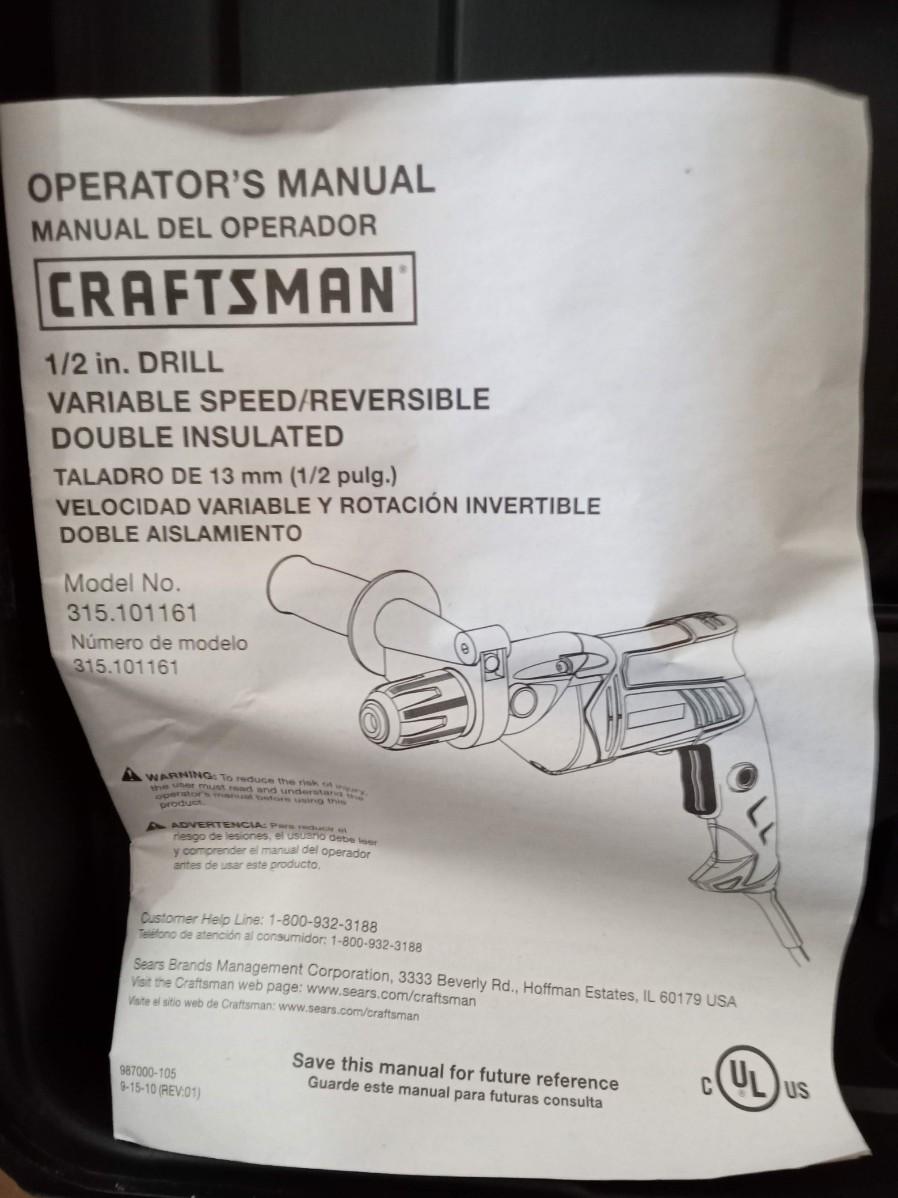 OPERATOR'S MANUAL
MANUAL DEL OPERADOR
CRAFTSMAN®
1/2 in. DRILL
VARIABLE SPEED/REVERSIBLE
DOUBLE INSULATED
TALADRO DE 13 mm (1/2 pulg.)
VELOCIDAD VARIABLE Y ROTACIÓN INVERTIBLE
DOBLE AISLAMIENTO
Model No.
315.101161
Número de modelo
315.101161
WARNING: To reduce the risk of injury,
the user must read and understand the
operator's manual before using this
product.
ADVERTENCIA: Para reducir el
riesgo de lesiones, el usuario debe leer
y comprender el manual del operador
antes de usar este producto.
Customer Help Line: 1-800-932-3188
Teléfono de atención al consumidor: 1-800-932-3188
Sears Brands Management Corporation, 3333 Beverly Rd., Hoffman Estates, IL 60179 USA
Visit the Craftsman web page: www.sears.com/craftsman
Visite el sitio web de Craftsman: www.sears.com/craftsman
987000-105
9-15-10 (REV:01)
Save this manual for future reference
Guarde este manual para futuras consulta
C UL® US